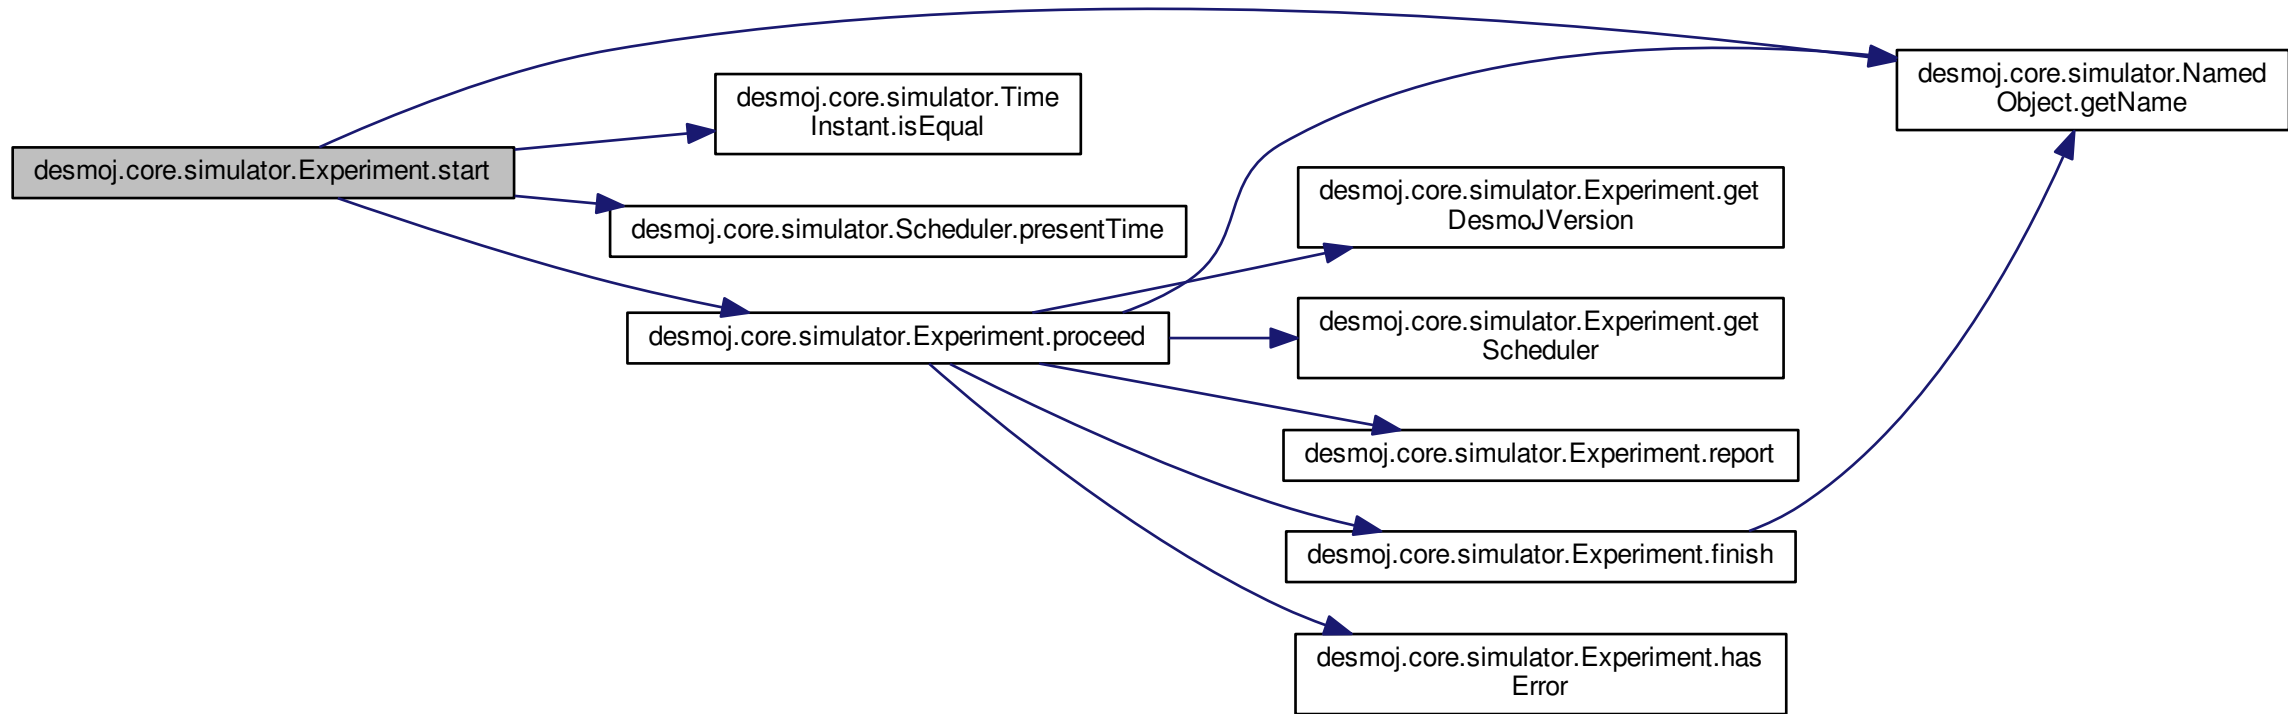 desmoj.core.simulator.Experiment.start
desmoj.core.simulator.Time
Instant.isEqual
desmoj.core.simulator.Scheduler.presentTime
desmoj.core.simulator.Experiment.proceed
desmoj.core.simulator.Named
Object.getName
desmoj.core.simulator.Experiment.get
DesmoJVersion
desmoj.core.simulator.Experiment.get
Scheduler
desmoj.core.simulator.Experiment.report
desmoj.core.simulator.Experiment.finish
desmoj.core.simulator.Experiment.has
Error